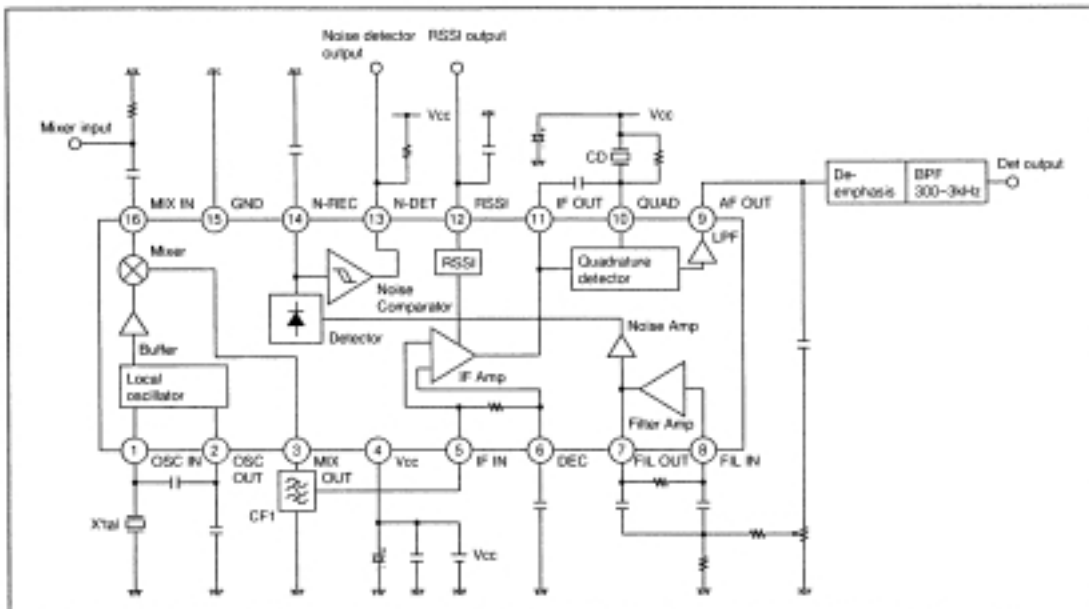 Noise detector
output
RSSI output
Vcc
Vcc
Mixer input
CD
De-
emphasis
BPF
300~3kHz
Det output
16
MIX IN
15
GND
14
N-REC
13
N-DET
12
RSSI
11
IF OUT
10
QUAD
9
AF OUT
Mixer
RSSI
Quadrature
detector
LPF
Noise
Comparator
Detector
Noise Amp
Buffer
IF Amp
Local
oscillator
Filter Amp
1
OSC IN
2
OSC
OUT
3
MIX
OUT
4
Vcc
5
IF IN
6
DEC
7
FIL OUT
8
FIL IN
X'tal
CF1
Vcc